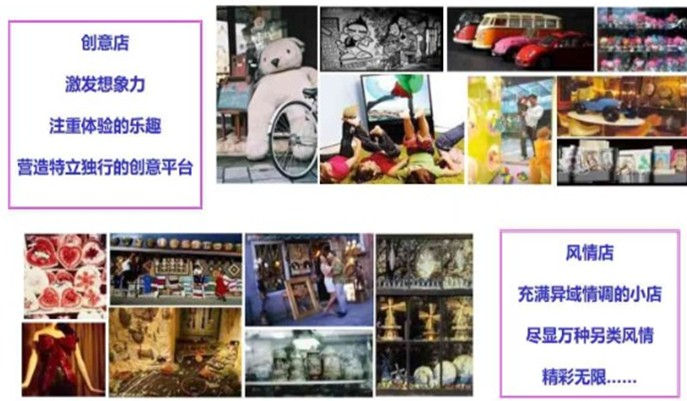 创意店
激发想象力
注重体验的乐趣
营造特立独行的创意平台
风情店
充满异域情调的小店
尽显万种另类风情
精彩无限......